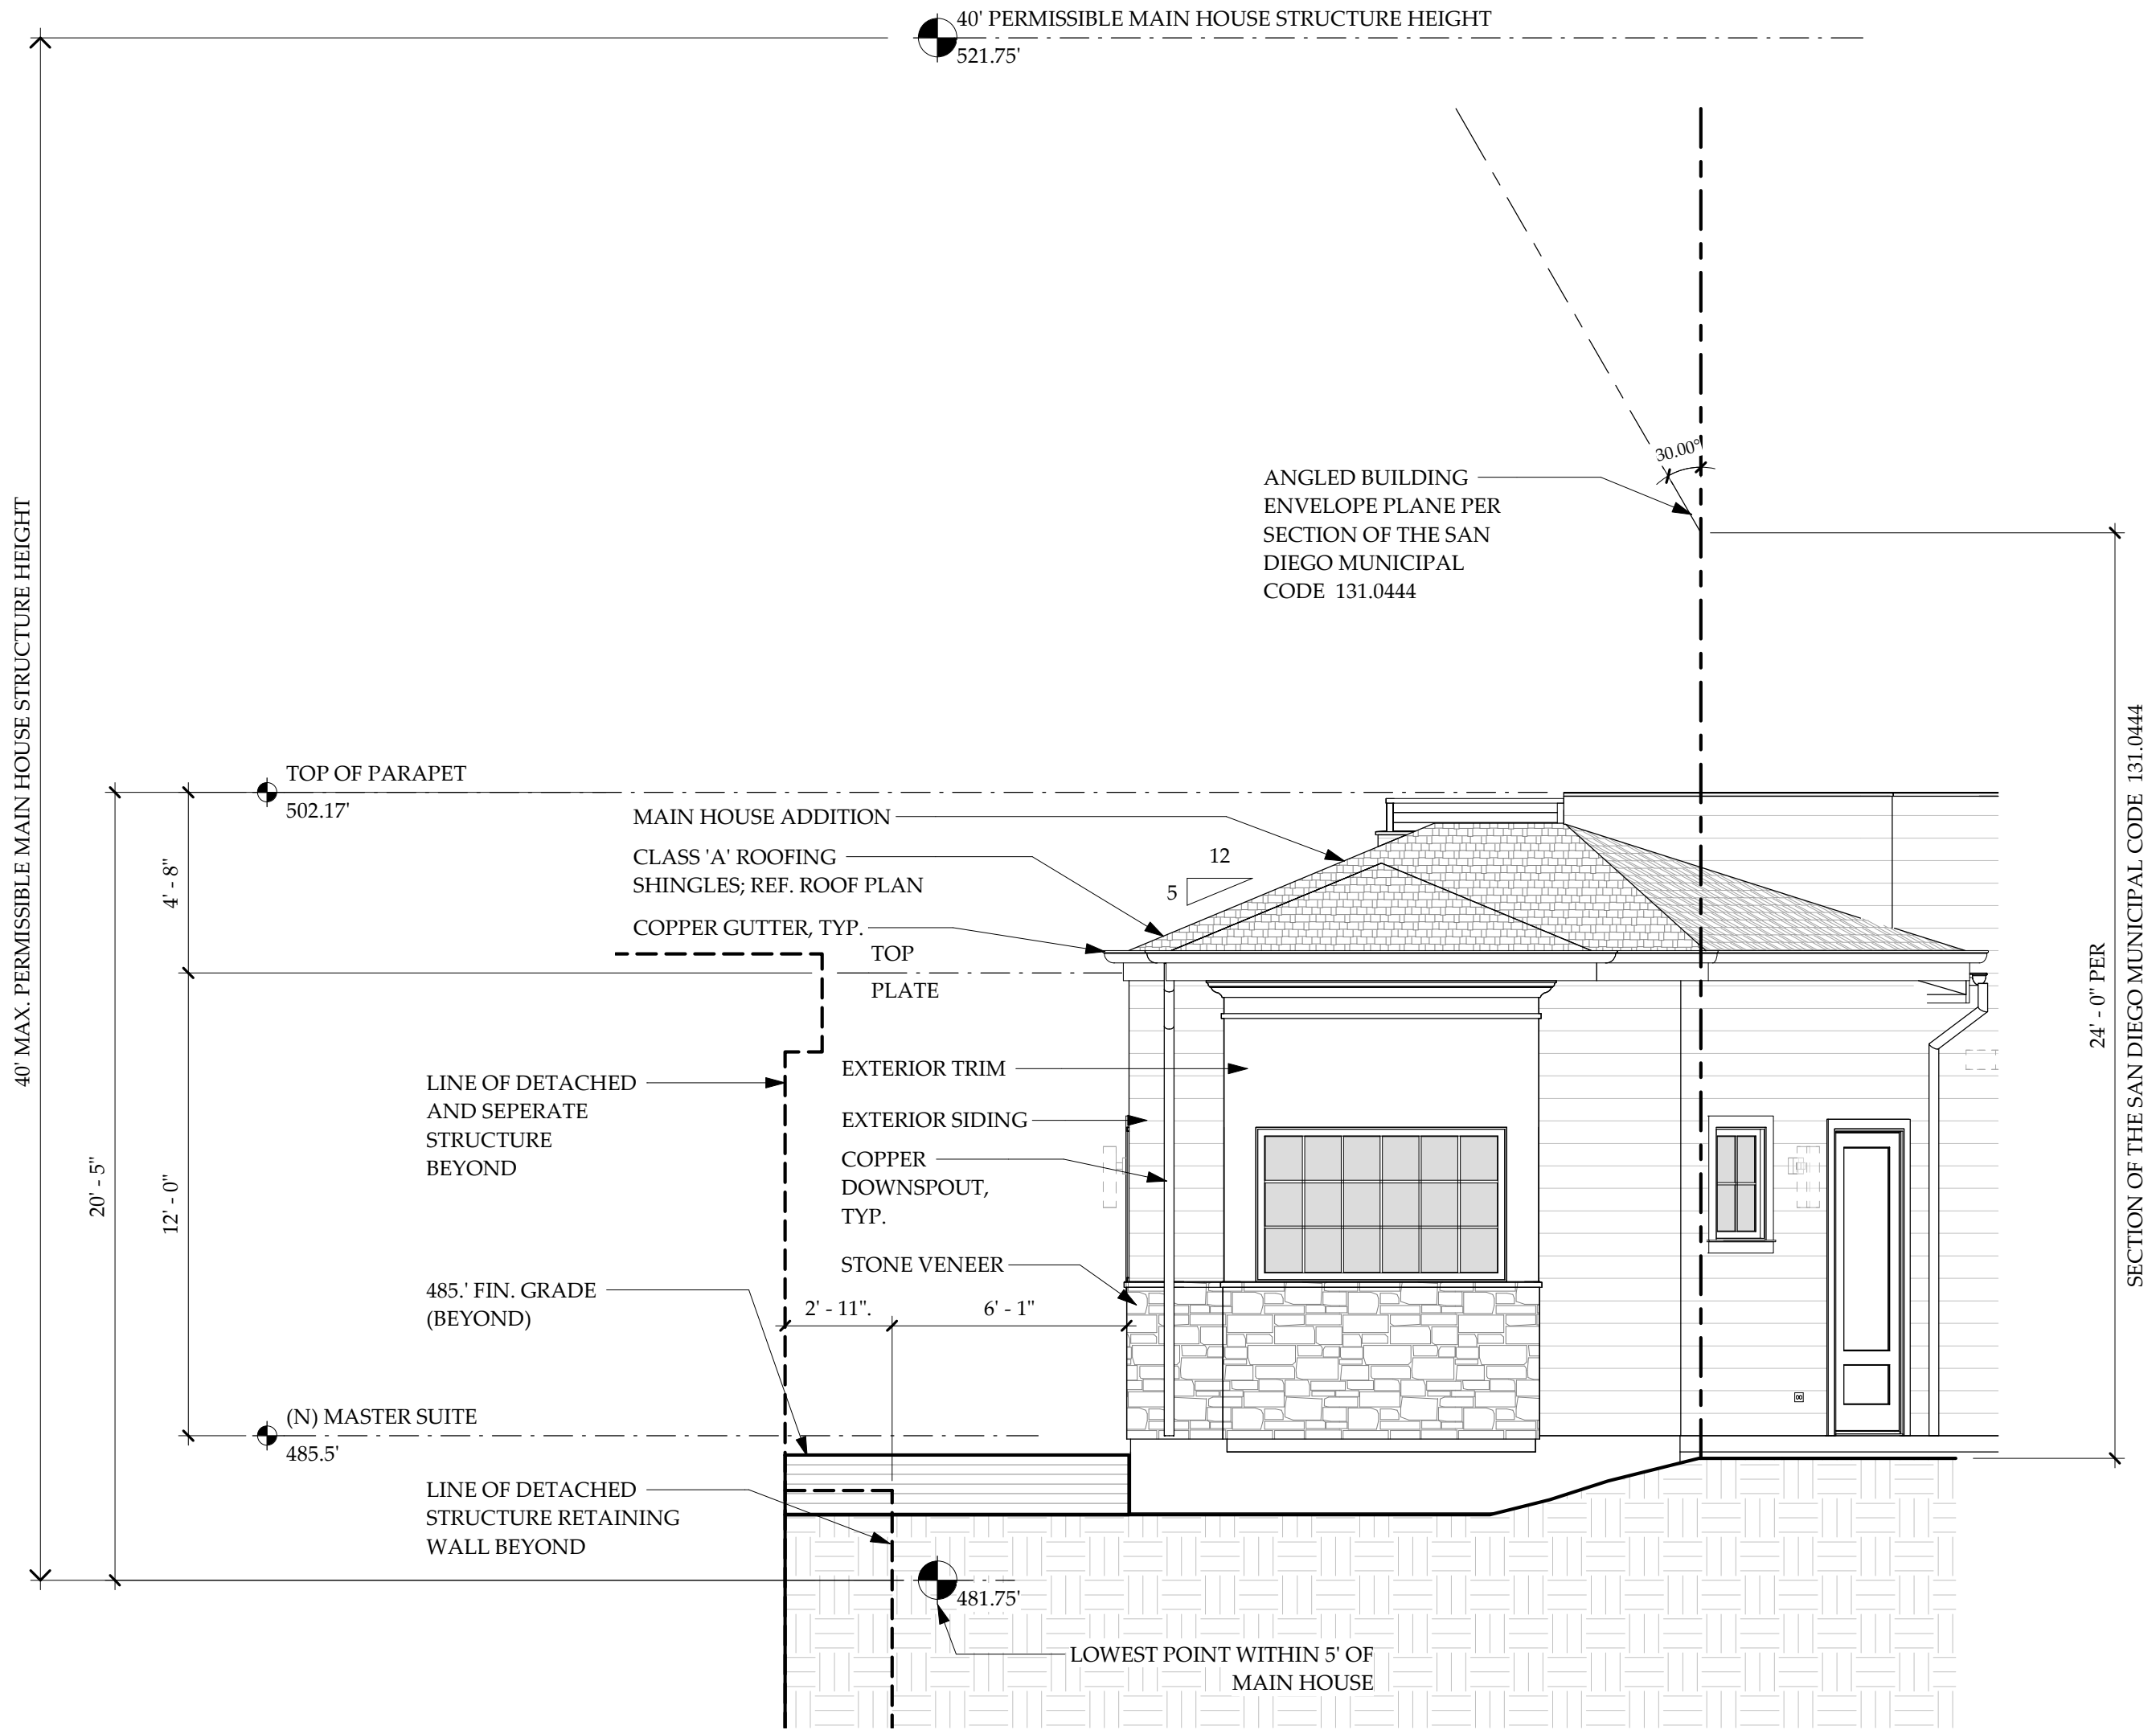 40' PERMISSIBLE MAIN HOUSE STRUCTURE HEIGHT
521.75'
40' MAX. PERMISSIBLE MAIN HOUSE STRUCTURE HEIGHT
30.00°
ANGLED BUILDING
ENVELOPE PLANE PER
SECTION OF THE SAN
DIEGO MUNICIPAL
CODE 131.0444
24' - 0" PER
SECTION OF THE SAN DIEGO MUNICIPAL CODE 131.0444
TOP OF PARAPET
502.17'
MAIN HOUSE ADDITION
CLASS 'A' ROOFING
SHINGLES; REF. ROOF PLAN
12
5
COPPER GUTTER, TYP.
TOP
PLATE
4' - 8"
20' - 5"
12' - 0"
LINE OF DETACHED
AND SEPERATE
STRUCTURE
BEYOND
EXTERIOR TRIM
EXTERIOR SIDING
COPPER
DOWNSPOUT,
TYP.
STONE VENEER
485.' FIN. GRADE
(BEYOND)
2' - 11".
6' - 1"
(N) MASTER SUITE
485.5'
LINE OF DETACHED
STRUCTURE RETAINING
WALL BEYOND
481.75'
LOWEST POINT WITHIN 5' OF
MAIN HOUSE